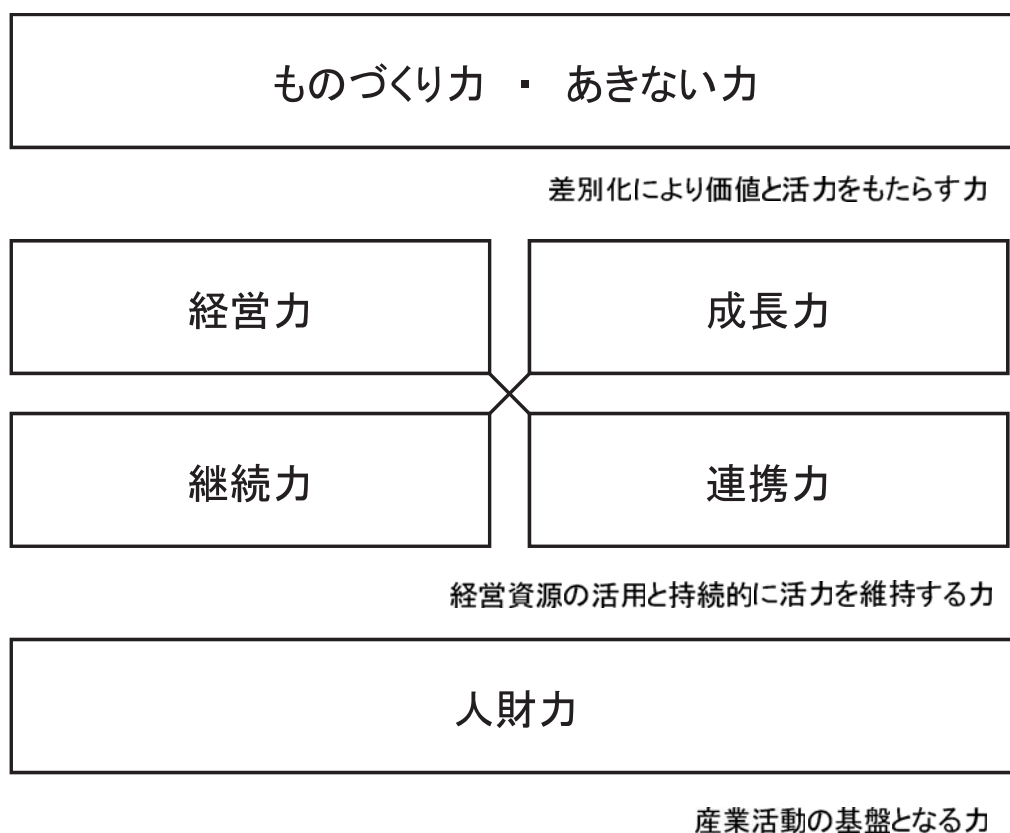 ものづくり力 ・ あきない力
差別化により価値と活力をもたらす力
経営力
成長力
継続力
連携力
経営資源の活用と持続的に活力を維持する力
人財力
産業活動の基盤となる力